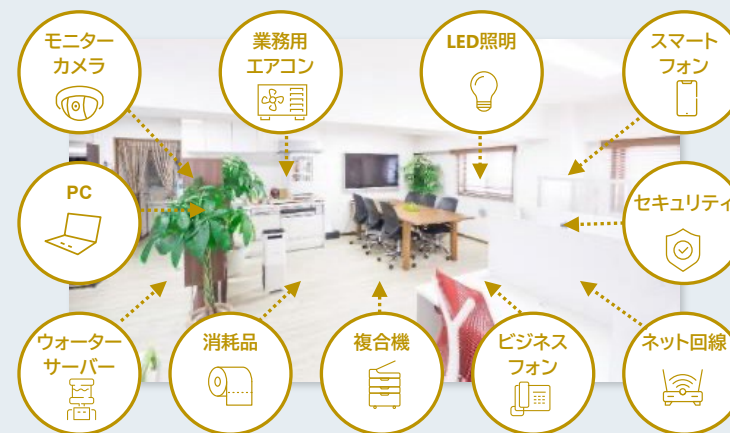 モニター
カメラ
業務用
エアコン
LED照明
スマート
フォン
PC
セキュリティ
ウォーター
サーバー
消耗品
複合機
ビジネス
フォン
ネット回線